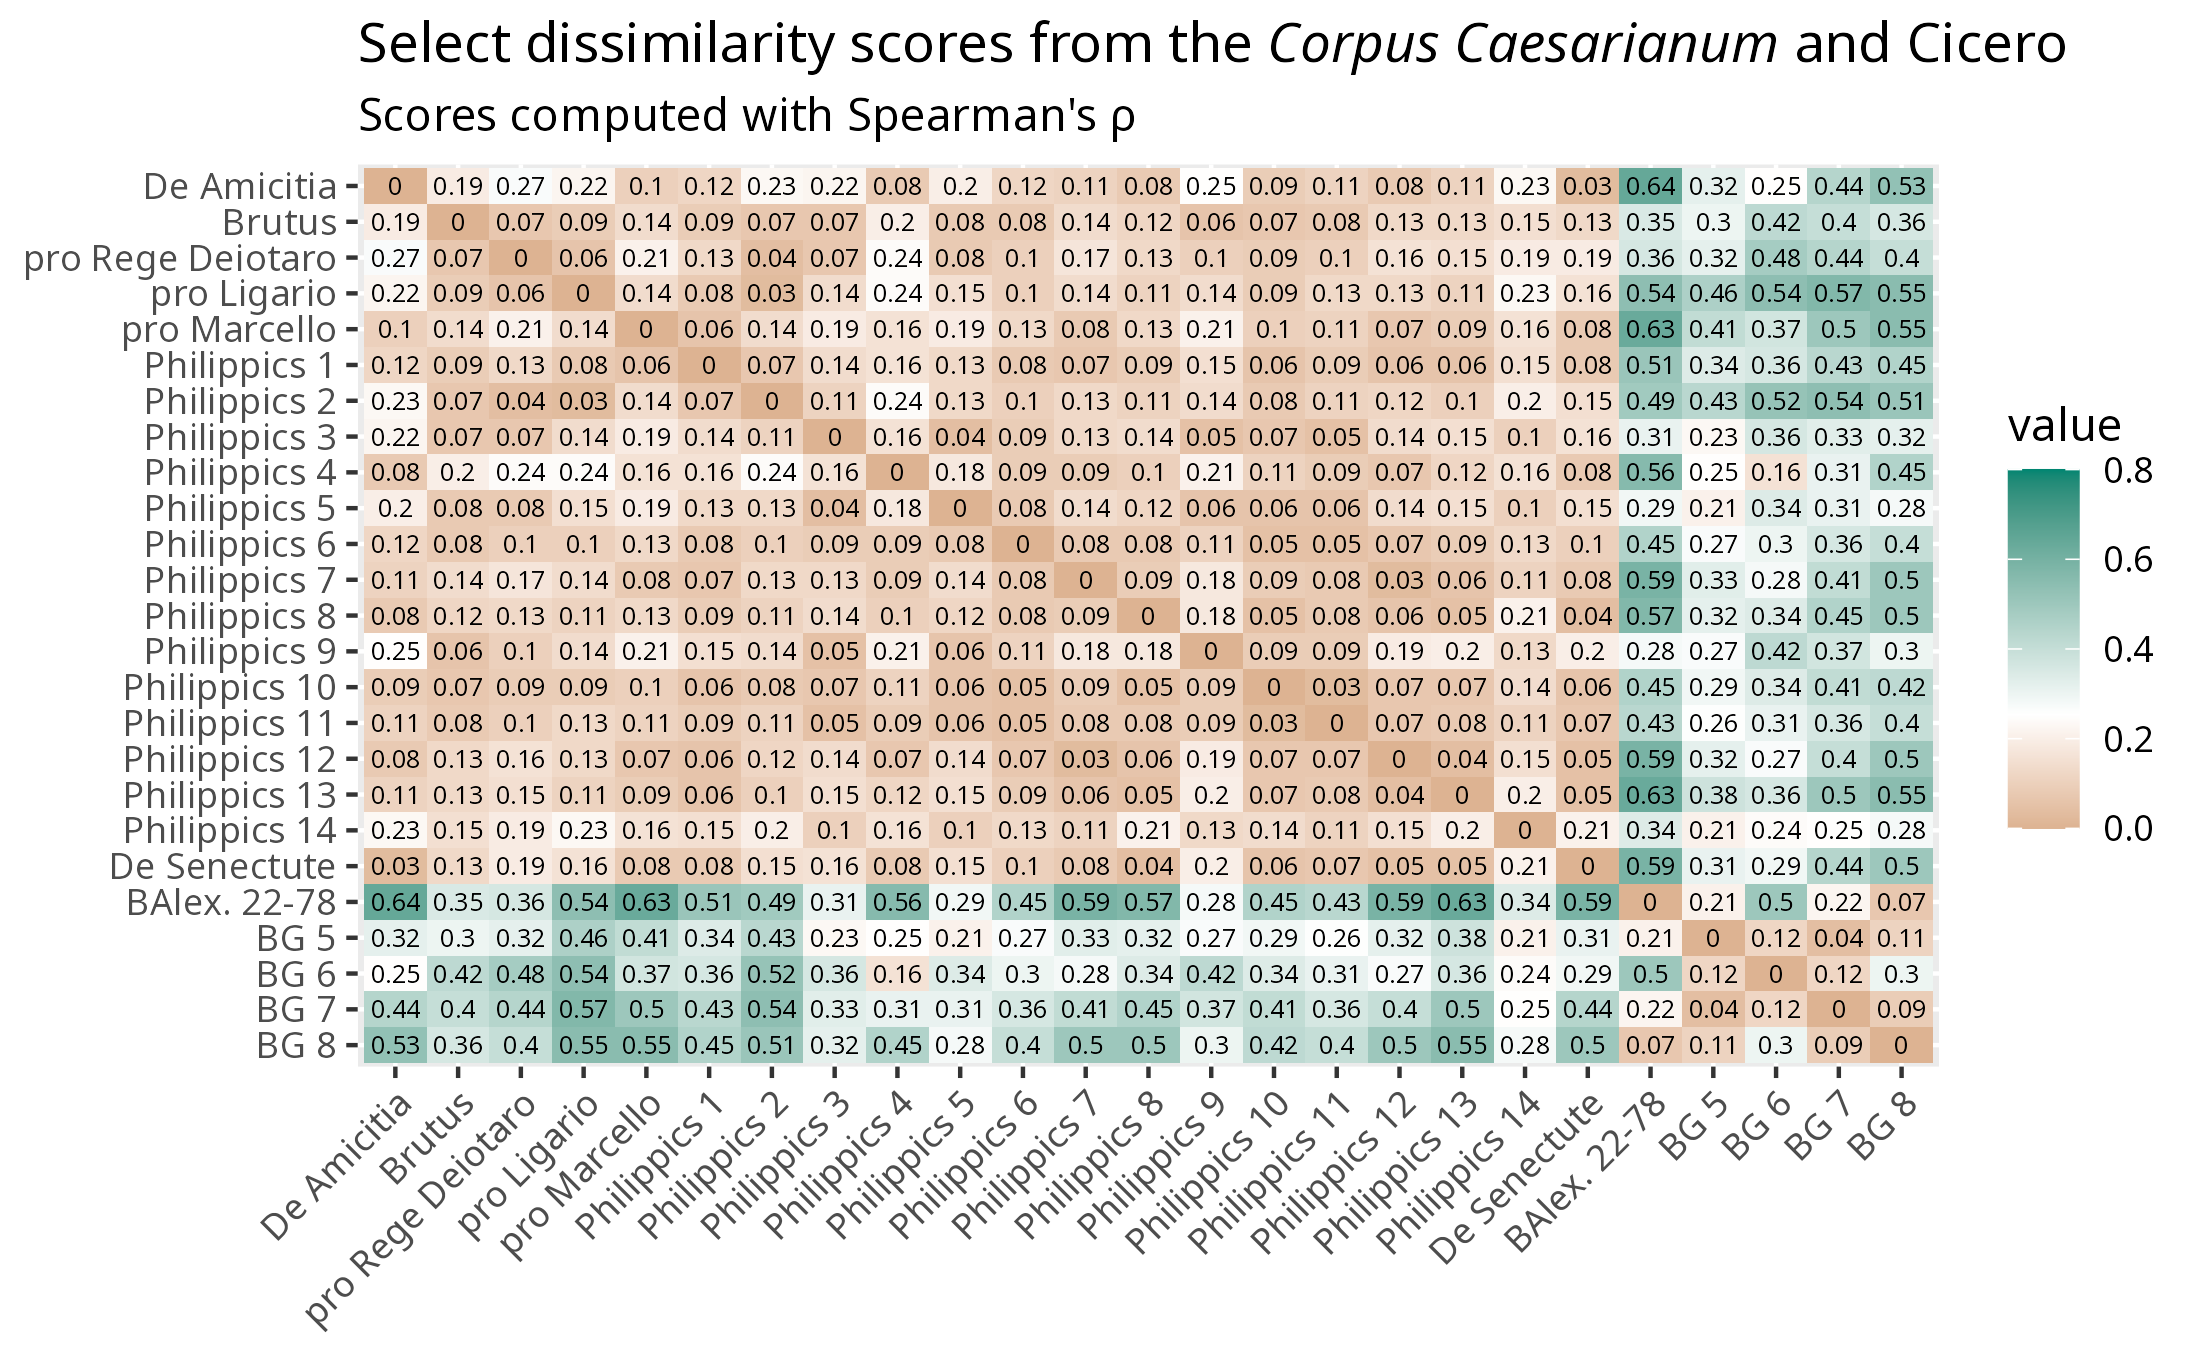 Select dissimilarity scores from the Corpus Caesarianum and Cicero
Scores computed with Spearman's ρ
De Amicitia 0 0.19 0.27 0.22 0.1 0.12 0.23 0.22 0.08 0.2 0.12 0.11 0.08 0.25 0.09 0.11 0.08 0.11 0.23 0.03 0.64 0.32 0.25 0.44 0.53
Brutus 0.19 0 0.07 0.09 0.14 0.09 0.07 0.07 0.2 0.08 0.08 0.14 0.12 0.06 0.07 0.08 0.13 0.13 0.15 0.13 0.35 0.3 0.42 0.4 0.36
pro Rege Deiotaro 0.27 0.07 0 0.06 0.21 0.13 0.04 0.07 0.24 0.08 0.1 0.17 0.13 0.1 0.09 0.1 0.16 0.15 0.19 0.19 0.36 0.32 0.48 0.44 0.4
pro Ligario 0.22 0.09 0.06 0 0.14 0.08 0.03 0.14 0.24 0.15 0.1 0.14 0.11 0.14 0.09 0.13 0.13 0.11 0.23 0.16 0.54 0.46 0.54 0.57 0.55
pro Marcello 0.1 0.14 0.21 0.14 0 0.06 0.14 0.19 0.16 0.19 0.13 0.08 0.13 0.21 0.1 0.11 0.07 0.09 0.16 0.08 0.63 0.41 0.37 0.5 0.55
Philippics 1 0.12 0.09 0.13 0.08 0.06 0 0.07 0.14 0.16 0.13 0.08 0.07 0.09 0.15 0.06 0.09 0.06 0.06 0.15 0.08 0.51 0.34 0.36 0.43 0.45
Philippics 2 0.23 0.07 0.04 0.03 0.14 0.07 0 0.11 0.24 0.13 0.1 0.13 0.11 0.14 0.08 0.11 0.12 0.1 0.2 0.15 0.49 0.43 0.52 0.54 0.51
Philippics 3 0.22 0.07 0.07 0.14 0.19 0.14 0.11 0 0.16 0.04 0.09 0.13 0.14 0.05 0.07 0.05 0.14 0.15 0.1 0.16 0.31 0.23 0.36 0.33 0.32
Philippics 4 0.08 0.2 0.24 0.24 0.16 0.16 0.24 0.16 0 0.18 0.09 0.09 0.1 0.21 0.11 0.09 0.07 0.12 0.16 0.08 0.56 0.25 0.16 0.31 0.45
Philippics 5 0.2 0.08 0.08 0.15 0.19 0.13 0.13 0.04 0.18 0 0.08 0.14 0.12 0.06 0.06 0.06 0.14 0.15 0.1 0.15 0.29 0.21 0.34 0.31 0.28
Philippics 6 0.12 0.08 0.1 0.1 0.13 0.08 0.1 0.09 0.09 0.08 0 0.08 0.08 0.11 0.05 0.05 0.07 0.09 0.13 0.1 0.45 0.27 0.3 0.36 0.4
Philippics 7 0.11 0.14 0.17 0.14 0.08 0.07 0.13 0.13 0.09 0.14 0.08 0 0.09 0.18 0.09 0.08 0.03 0.06 0.11 0.08 0.59 0.33 0.28 0.41 0.5
Philippics 8 0.08 0.12 0.13 0.11 0.13 0.09 0.11 0.14 0.1 0.12 0.08 0.09 0 0.18 0.05 0.08 0.06 0.05 0.21 0.04 0.57 0.32 0.34 0.45 0.5
Philippics 9 0.25 0.06 0.1 0.14 0.21 0.15 0.14 0.05 0.21 0.06 0.11 0.18 0.18 0 0.09 0.09 0.19 0.2 0.13 0.2 0.28 0.27 0.42 0.37 0.3
Philippics 10 0.09 0.07 0.09 0.09 0.1 0.06 0.08 0.07 0.11 0.06 0.05 0.09 0.05 0.09 0 0.03 0.07 0.07 0.14 0.06 0.45 0.29 0.34 0.41 0.42
Philippics 11 0.11 0.08 0.1 0.13 0.11 0.09 0.11 0.05 0.09 0.06 0.05 0.08 0.08 0.09 0.03 0 0.07 0.08 0.11 0.07 0.43 0.26 0.31 0.36 0.4
Philippics 12 0.08 0.13 0.16 0.13 0.07 0.06 0.12 0.14 0.07 0.14 0.07 0.03 0.06 0.19 0.07 0.07 0 0.04 0.15 0.05 0.59 0.32 0.27 0.4 0.5
Philippics 13 0.11 0.13 0.15 0.11 0.09 0.06 0.1 0.15 0.12 0.15 0.09 0.06 0.05 0.2 0.07 0.08 0.04 0 0.2 0.05 0.63 0.38 0.36 0.5 0.55
Philippics 14 0.23 0.15 0.19 0.23 0.16 0.15 0.2 0.1 0.16 0.1 0.13 0.11 0.21 0.13 0.14 0.11 0.15 0.2 0 0.21 0.34 0.21 0.24 0.25 0.28
De Senectute 0.03 0.13 0.19 0.16 0.08 0.08 0.15 0.16 0.08 0.15 0.1 0.08 0.04 0.2 0.06 0.07 0.05 0.05 0.21 0 0.59 0.31 0.29 0.44 0.5
BAlex. 22-78 0.64 0.35 0.36 0.54 0.63 0.51 0.49 0.31 0.56 0.29 0.45 0.59 0.57 0.28 0.45 0.43 0.59 0.63 0.34 0.59 0 0.21 0.5 0.22 0.07
BG 5 0.32 0.3 0.32 0.46 0.41 0.34 0.43 0.23 0.25 0.21 0.27 0.33 0.32 0.27 0.29 0.26 0.32 0.38 0.21 0.31 0.21 0 0.12 0.04 0.11
BG 6 0.25 0.42 0.48 0.54 0.37 0.36 0.52 0.36 0.16 0.34 0.3 0.28 0.34 0.42 0.34 0.31 0.27 0.36 0.24 0.29 0.5 0.12 0 0.12 0.3
BG 7 0.44 0.4 0.44 0.57 0.5 0.43 0.54 0.33 0.31 0.31 0.36 0.41 0.45 0.37 0.41 0.36 0.4 0.5 0.25 0.44 0.22 0.04 0.12 0 0.09
BG 8 0.53 0.36 0.4 0.55 0.55 0.45 0.51 0.32 0.45 0.28 0.4 0.5 0.5 0.3 0.42 0.4 0.5 0.55 0.28 0.5 0.07 0.11 0.3 0.09 0
De Amicitia
Brutus
pro Rege Deiotaro
pro Ligario
pro Marcello
Philippics 1
Philippics 2
Philippics 3
Philippics 4
Philippics 5
Philippics 6
Philippics 7
Philippics 8
Philippics 9
Philippics 10
Philippics 11
Philippics 12
Philippics 13
Philippics 14
De Senectute
BAlex. 22-78
BG 5
BG 6
BG 7
BG 8
value
0.8
0.6
0.4
0.2
0.0